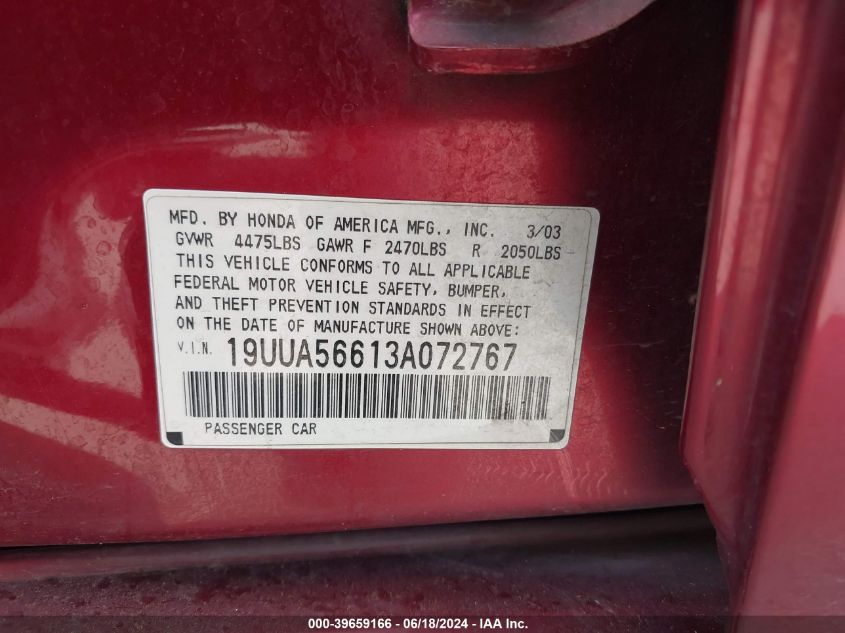 MFD. BY HONDA OF AMERICA MFG., INC. 3/03
GVWR 4475LBS GAWR F 2470LBS R 2050LBS
THIS VEHICLE CONFORMS TO ALL APPLICABLE
FEDERAL MOTOR VEHICLE SAFETY, BUMPER,
AND THEFT PREVENTION STANDARDS IN EFFECT
ON THE DATE OF MANUFACTURE SHOWN ABOVE:
V.I.N. 19UUA56613A072767
PASSENGER CAR
000-39659166 - 06/18/2024 - IAA Inc.